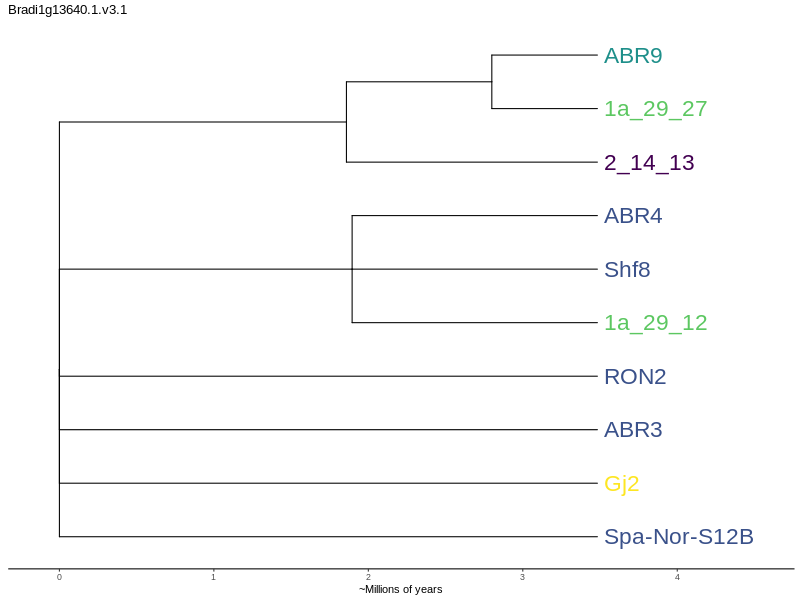 Bradi1g13640.1.v3.1
ABR9
1a_29_27
2_14_13
ABR4
Shf8
1a_29_12
RON2
ABR3
Gj2
Spa-Nor-S12B
0 1 2 3 4
~Millions of years